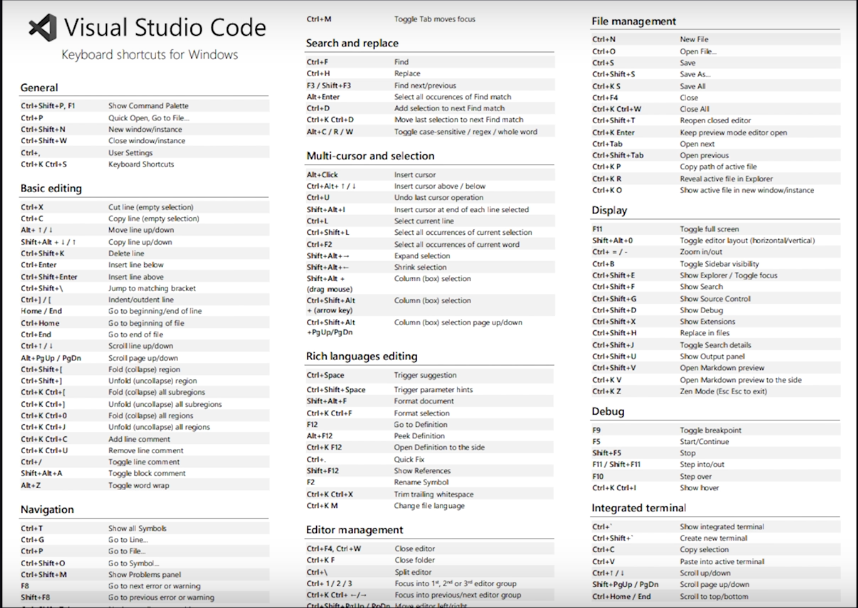 Visual Studio Code
Keyboard shortcuts for Windows
General
Ctrl+Shift+P, F1 Show Command Palette
Ctrl+P Quick Open, Go to File...
Ctrl+Shift+N New window/instance
Ctrl+Shift+W Close window/instance
Ctrl+, User Settings
Ctrl+K Ctrl+S Keyboard Shortcuts
Basic editing
Ctrl+X Cut line (empty selection)
Ctrl+C Copy line (empty selection)
Alt+ ↑ / ↓ Move line up/down
Shift+Alt + ↓ / ↑ Copy line up/down
Ctrl+Shift+K Delete line
Ctrl+Enter Insert line below
Ctrl+Shift+Enter Insert line above
Ctrl+Shift+\ Jump to matching bracket
Ctrl+] / [ Indent/outdent line
Home / End Go to beginning/end of line
Ctrl+Home Go to beginning of file
Ctrl+End Go to end of file
Ctrl+↑ / ↓ Scroll line up/down
Alt+PgUp / PgDn Scroll page up/down
Ctrl+Shift+[ Fold (collapse) region
Ctrl+Shift+] Unfold (uncollapse) region
Ctrl+K Ctrl+[ Fold (collapse) all subregions
Ctrl+K Ctrl+] Unfold (uncollapse) all subregions
Ctrl+K Ctrl+0 Fold (collapse) all regions
Ctrl+K Ctrl+J Unfold (uncollapse) all regions
Ctrl+K Ctrl+C Add line comment
Ctrl+K Ctrl+U Remove line comment
Ctrl+/ Toggle line comment
Shift+Alt+A Toggle block comment
Alt+Z Toggle word wrap
Navigation
Ctrl+T Show all Symbols
Ctrl+G Go to Line...
Ctrl+P Go to File...
Ctrl+Shift+O Go to Symbol...
Ctrl+Shift+M Show Problems panel
F8 Go to next error or warning
Shift+F8 Go to previous error or warning
Ctrl+M Toggle Tab moves focus
Search and replace
Ctrl+F Find
Ctrl+H Replace
F3 / Shift+F3 Find next/previous
Alt+Enter Select all occurences of Find match
Ctrl+D Add selection to next Find match
Ctrl+K Ctrl+D Move last selection to next Find match
Alt+C / R / W Toggle case-sensitive / regex / whole word
Multi-cursor and selection
Alt+Click Insert cursor
Ctrl+Alt+ ↑ / ↓ Insert cursor above / below
Ctrl+U Undo last cursor operation
Shift+Alt+I Insert cursor at end of each line selected
Ctrl+L Select current line
Ctrl+Shift+L Select all occurrences of current selection
Ctrl+F2 Select all occurrences of current word
Shift+Alt+→ Expand selection
Shift+Alt+← Shrink selection
Shift+Alt + Column (box) selection
(drag mouse)
Ctrl+Shift+Alt Column (box) selection
+ (arrow key)
Ctrl+Shift+Alt Column (box) selection page up/down
+PgUp/PgDn
Rich languages editing
Ctrl+Space Trigger suggestion
Ctrl+Shift+Space Trigger parameter hints
Shift+Alt+F Format document
Ctrl+K Ctrl+F Format selection
F12 Go to Definition
Alt+F12 Peek Definition
Ctrl+K F12 Open Definition to the side
Ctrl+. Quick Fix
Shift+F12 Show References
F2 Rename Symbol
Ctrl+K Ctrl+X Trim trailing whitespace
Ctrl+K M Change file language
Editor management
Ctrl+F4, Ctrl+W Close editor
Ctrl+K F Close folder
Ctrl+\ Split editor
Ctrl+ 1 / 2 / 3 Focus into 1st, 2nd or 3rd editor group
Ctrl+K Ctrl+ ←/→ Focus into previous/next editor group
Ctrl+Shift+PgUp / PgDn Move editor left/right
File management
Ctrl+N New File
Ctrl+O Open File...
Ctrl+S Save
Ctrl+Shift+S Save As...
Ctrl+K S Save All
Ctrl+F4 Close
Ctrl+K Ctrl+W Close All
Ctrl+Shift+T Reopen closed editor
Ctrl+K Enter Keep preview mode editor open
Ctrl+Tab Open next
Ctrl+Shift+Tab Open previous
Ctrl+K P Copy path of active file
Ctrl+K R Reveal active file in Explorer
Ctrl+K O Show active file in new window/instance
Display
F11 Toggle full screen
Shift+Alt+0 Toggle editor layout (horizontal/vertical)
Ctrl+ = / - Zoom in/out
Ctrl+B Toggle Sidebar visibility
Ctrl+Shift+E Show Explorer / Toggle focus
Ctrl+Shift+F Show Search
Ctrl+Shift+G Show Source Control
Ctrl+Shift+D Show Debug
Ctrl+Shift+X Show Extensions
Ctrl+Shift+H Replace in files
Ctrl+Shift+J Toggle Search details
Ctrl+Shift+U Show Output panel
Ctrl+Shift+V Open Markdown preview
Ctrl+K V Open Markdown preview to the side
Ctrl+K Z Zen Mode (Esc Esc to exit)
Debug
F9 Toggle breakpoint
F5 Start/Continue
Shift+F5 Stop
F11 / Shift+F11 Step into/out
F10 Step over
Ctrl+K Ctrl+I Show hover
Integrated terminal
Ctrl+` Show integrated terminal
Ctrl+Shift+` Create new terminal
Ctrl+C Copy selection
Ctrl+V Paste into active terminal
Ctrl+↑ / ↓ Scroll up/down
Shift+PgUp / PgDn Scroll page up/down
Ctrl+Home / End Scroll to top/bottom